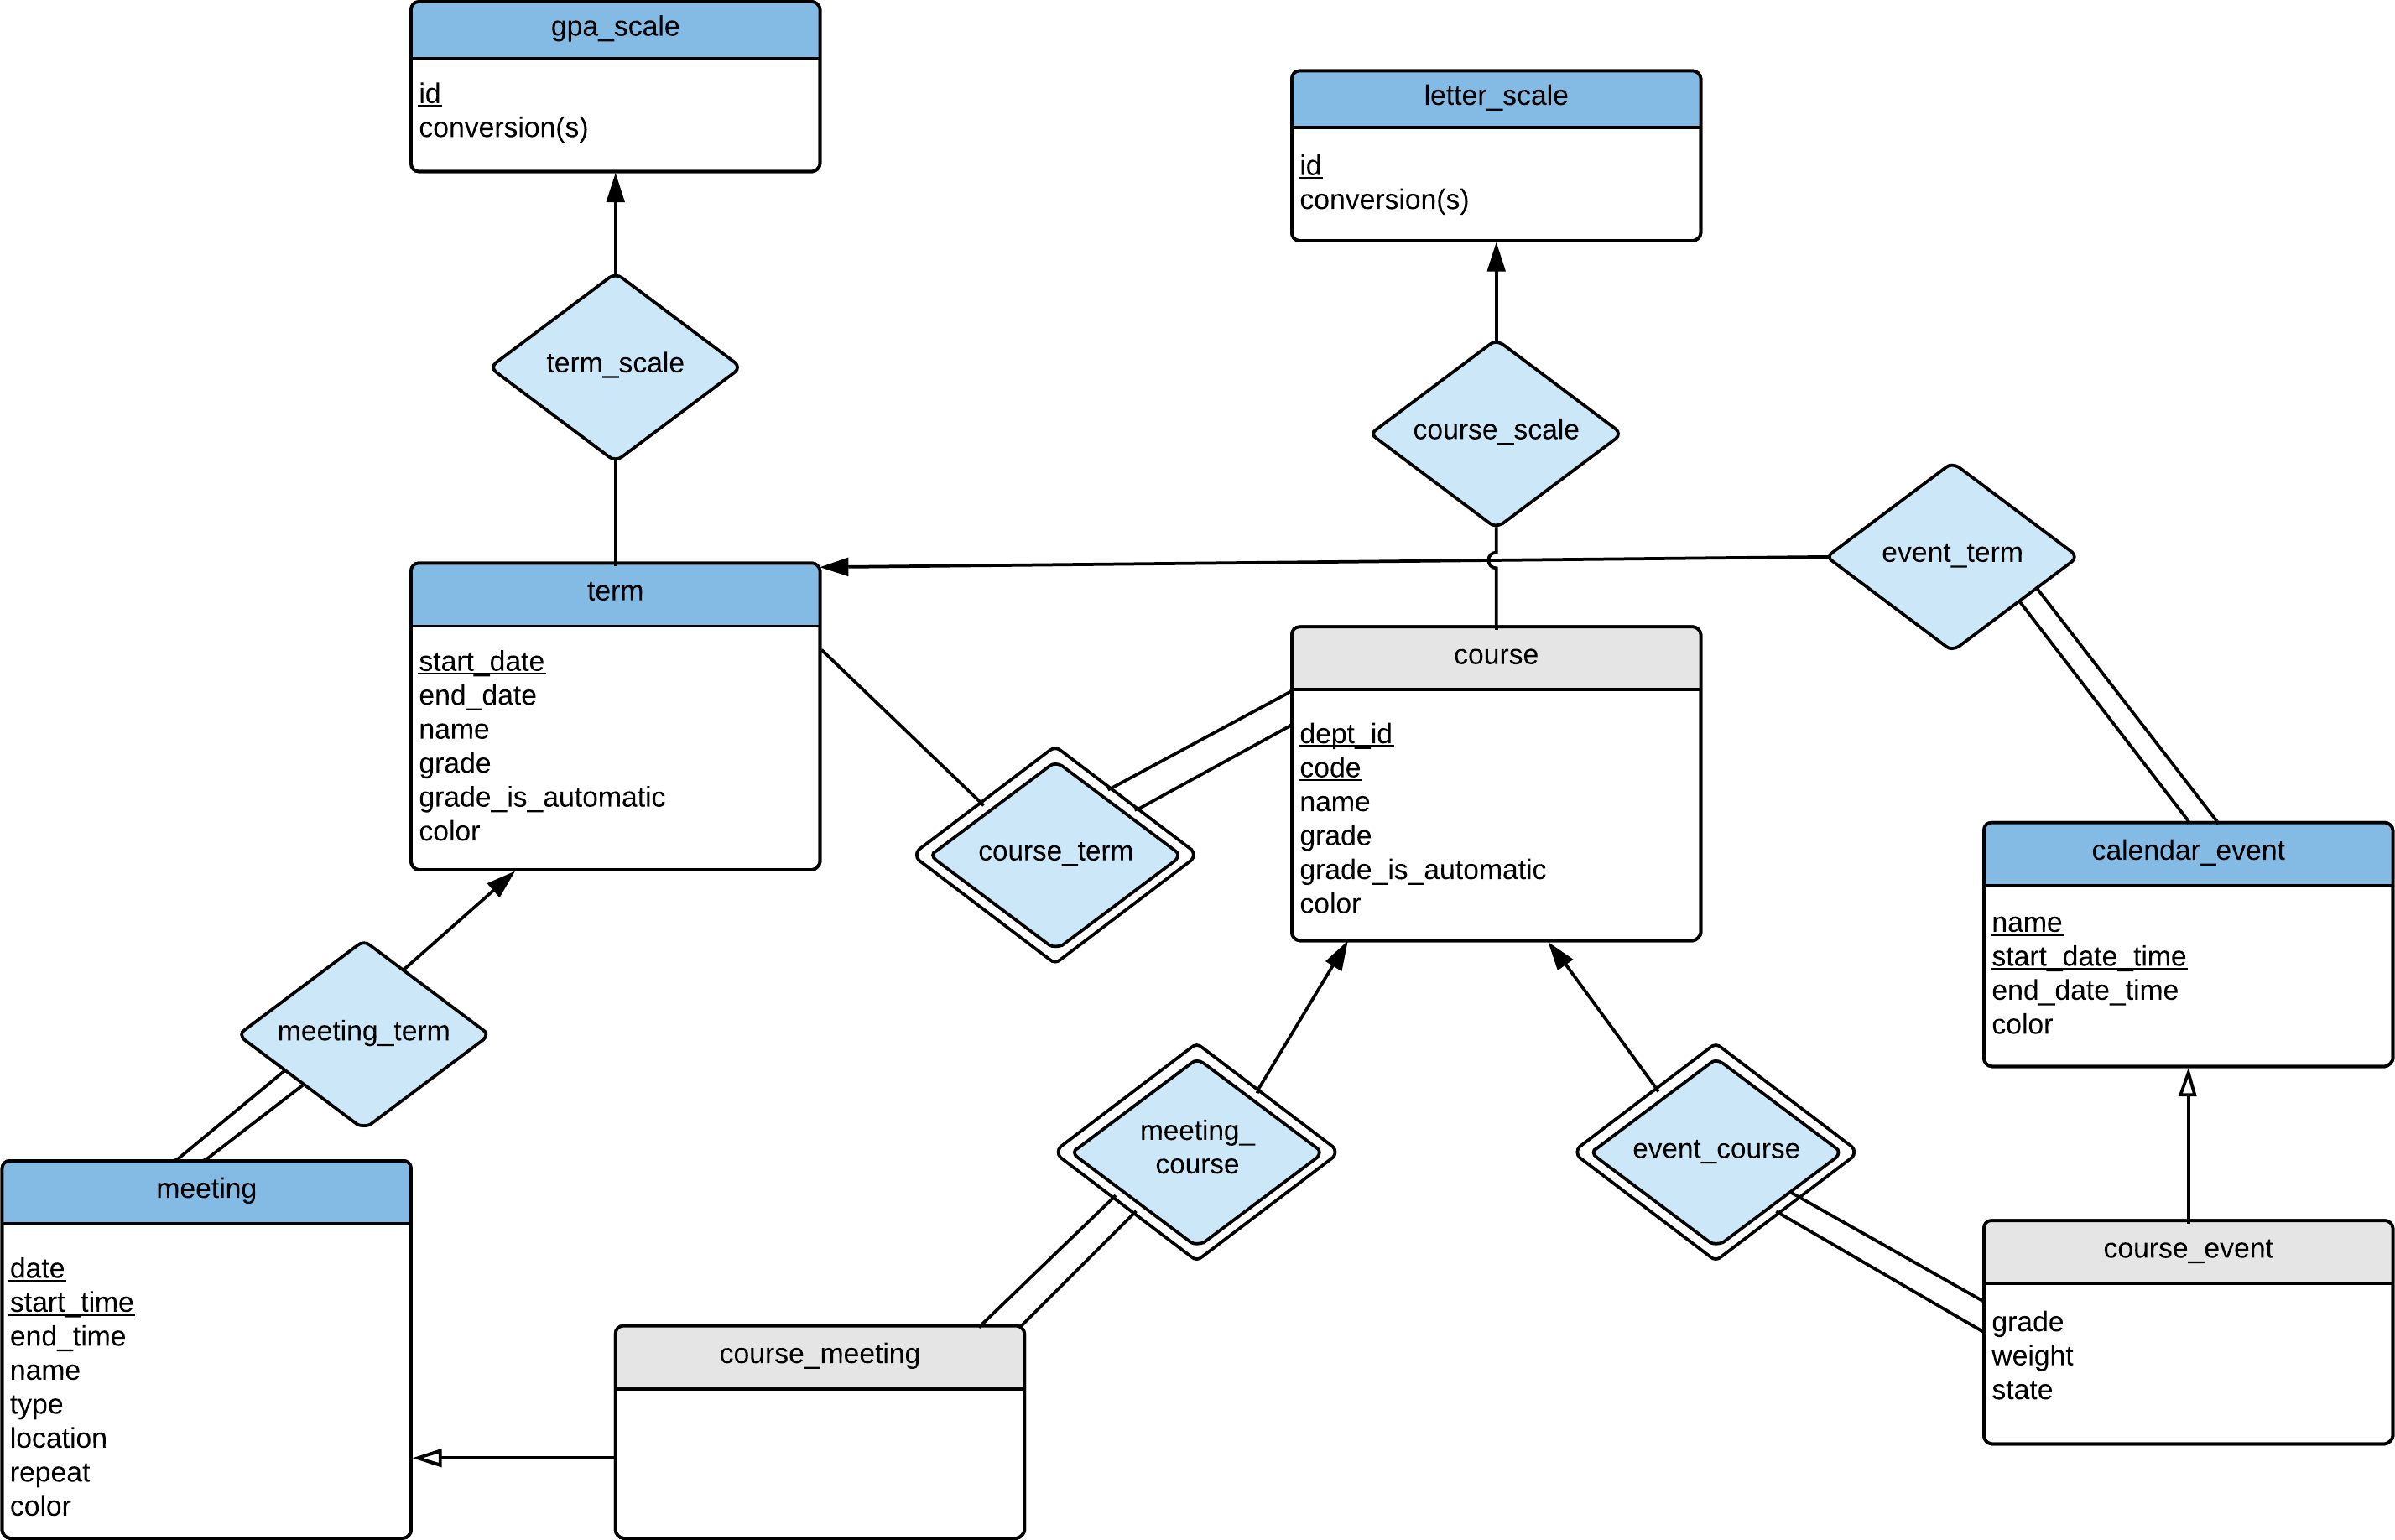 gpa_scale
id
conversion(s)
letter_scale
id
conversion(s)
term_scale
course_scale
event_term
term
start_date
end_date
name
grade
grade_is_automatic
color
course
dept_id
code
name
grade
grade_is_automatic
color
course_term
calendar_event
name
start_date_time
end_date_time
color
meeting_term
meeting_
course
event_course
meeting
date
start_time
end_time
name
type
location
repeat
color
course_meeting
course_event
grade
weight
state